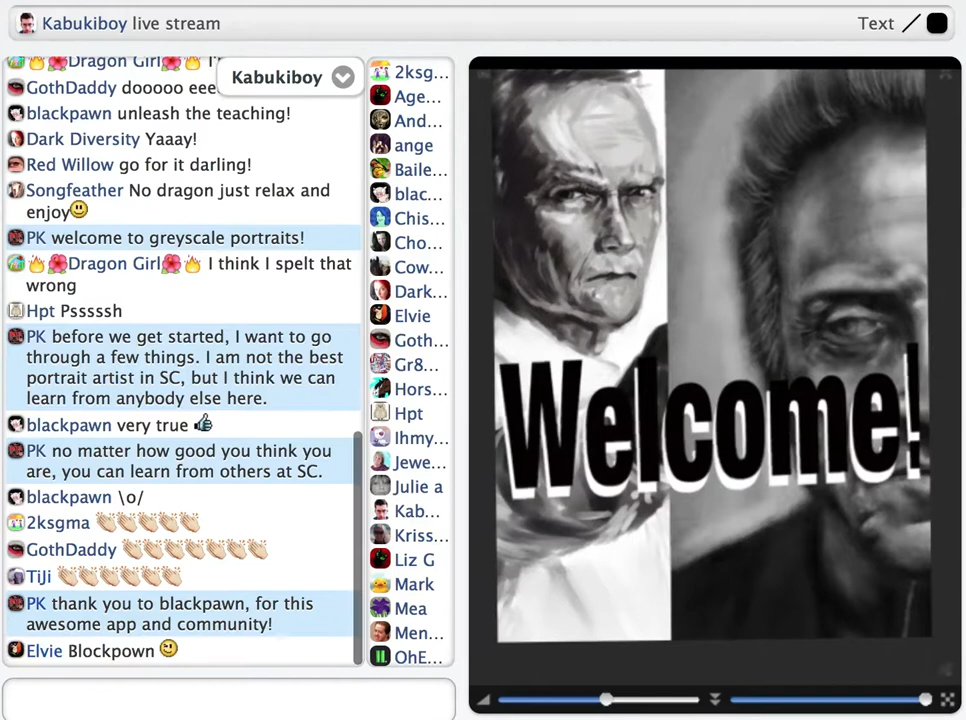 Kabukiboy live stream
Text
Dragon Girl
Kabukiboy
GothDaddy dooooo eee
blackpawn unleash the teaching!
Dark Diversity Yaaay!
Red Willow go for it darling!
Songfeather No dragon just relax and
enjoy
PK welcome to greyscale portraits!
Dragon Girl I think I spelt that
wrong
Hpt Psssssh
PK before we get started, I want to go
through a few things. I am not the best
portrait artist in SC, but I think we can
learn from anybody else here.
blackpawn very true
PK no matter how good you think you
are, you can learn from others at SC.
blackpawn \o/
2ksgma
GothDaddy
TiJi
PK thank you to blackpawn, for this
awesome app and community!
Elvie Blockpown
2ksg...
Age...
And...
ange
Baile...
blac...
Chis...
Cho...
Cow...
Dark...
Elvie
Goth...
Gr8...
Hors...
Hpt
Ihmy...
Jewe...
Julie a
Kab...
Kriss...
Liz G
Mark
Mea
Men...
OhE...
Welcome!